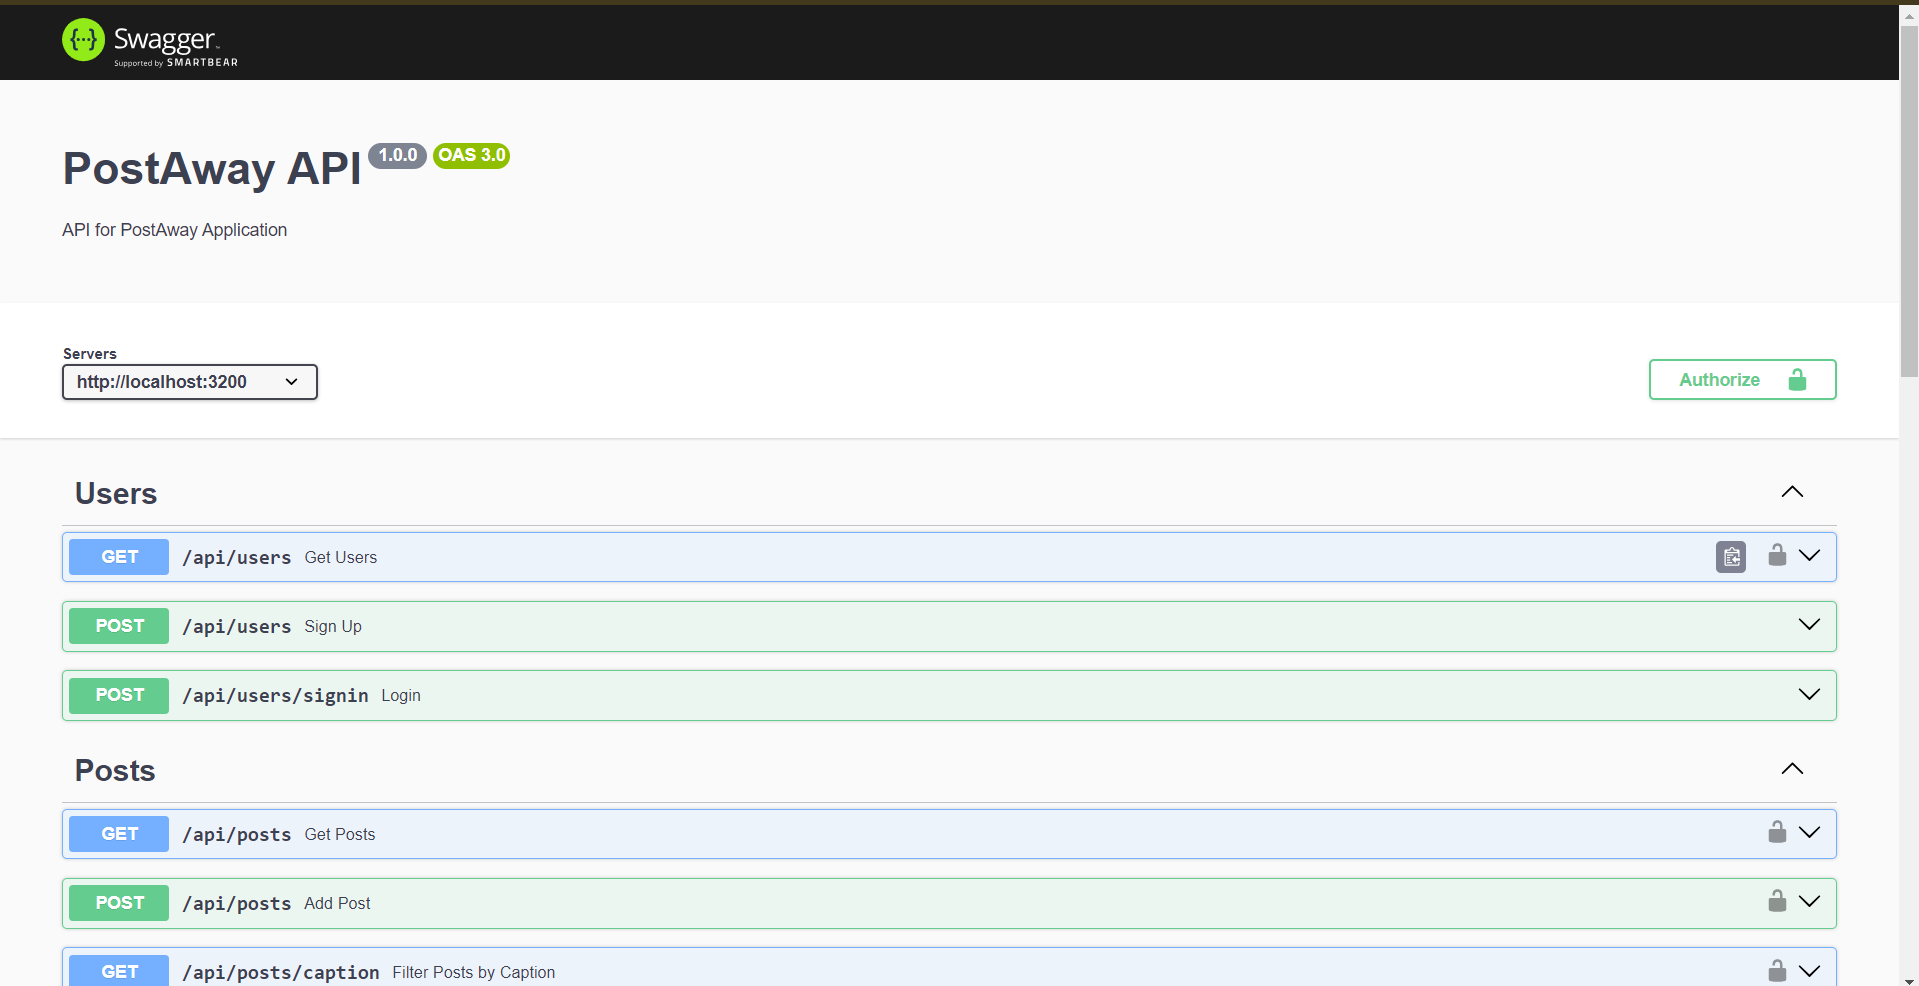 Swagger
Supported by SMARTBEAR
PostAway API 1.0.0 OAS 3.0
API for PostAway Application
Servers
http://localhost:3200
Authorize
Users
GET /api/users Get Users
POST /api/users Sign Up
POST /api/users/signin Login
Posts
GET /api/posts Get Posts
POST /api/posts Add Post
GET /api/posts/caption Filter Posts by Caption